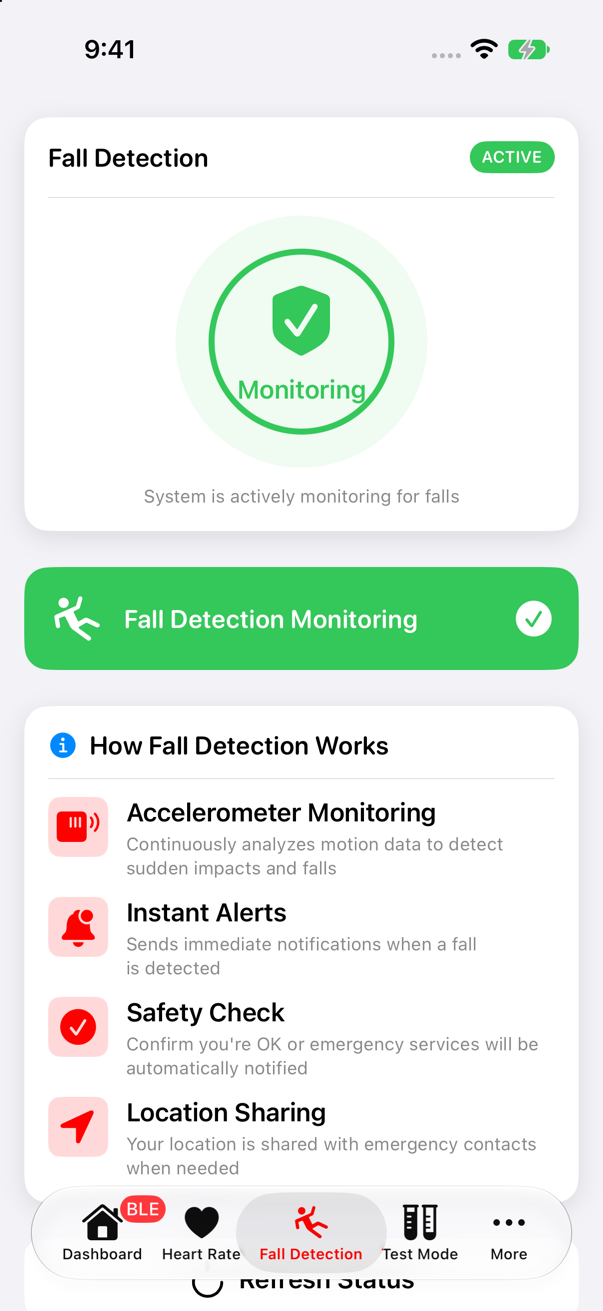 9:41
Fall Detection
ACTIVE
Monitoring
System is actively monitoring for falls
Fall Detection Monitoring
How Fall Detection Works
Accelerometer Monitoring
Continuously analyzes motion data to detect
sudden impacts and falls
Instant Alerts
Sends immediate notifications when a fall
is detected
Safety Check
Confirm you're OK or emergency services will be
automatically notified
Location Sharing
Your location is shared with emergency contacts
when needed
BLE
Dashboard
Heart Rate
Fall Detection
Test Mode
More
Refresh Status